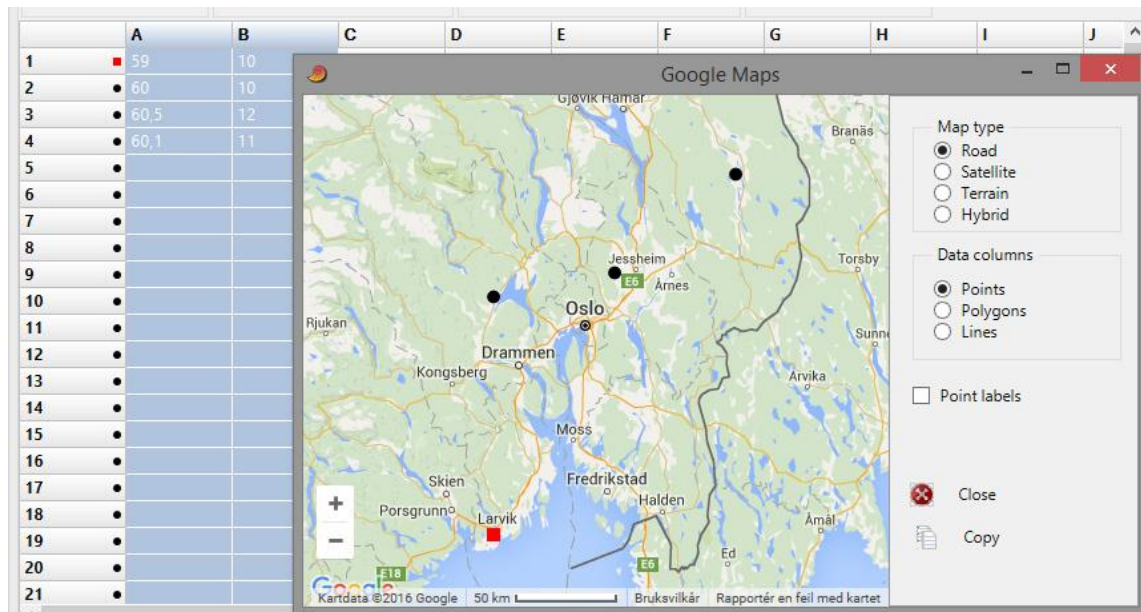 A B C D E F G H I J
1 59 10
2 60 10
3 60,5 12
4 60,1 11
5
6
7
8
9
10
11
12
13
14
15
16
17
18
19
20
21
Google Maps
Gjøvik Hamar
Branäs
Jessheim
Torsby
E6
Årnes
Oslo
Rjukan
Sunne
Drammen
Kongsberg
Arvika
Moss
Skien
Fredrikstad
Halden
Porsgrunn
Larvik
Åmål
Ed
E6
E18
+
−
Google
Kartdata ©2016 Google 50 km Bruksvilkår Rapportér en feil med kartet
Map type
Road
Satellite
Terrain
Hybrid
Data columns
Points
Polygons
Lines
Point labels
Close
Copy